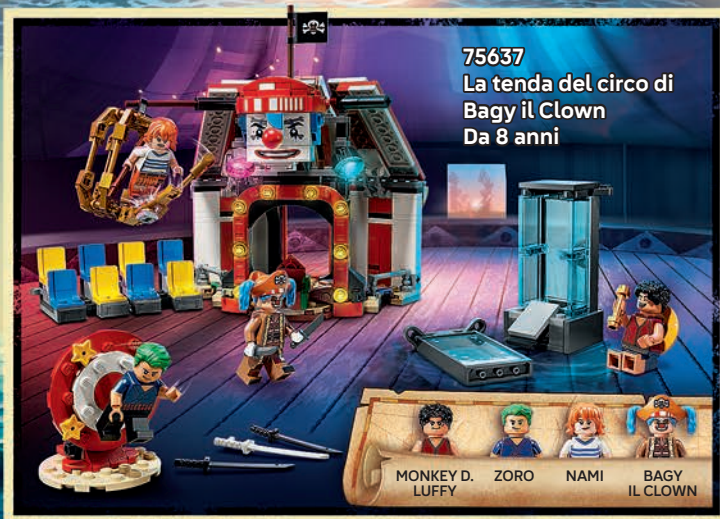 75637
La tenda del circo di
Bagy il Clown
Da 8 anni
MONKEY D.
LUFFY
ZORO
NAMI
BAGY
IL CLOWN